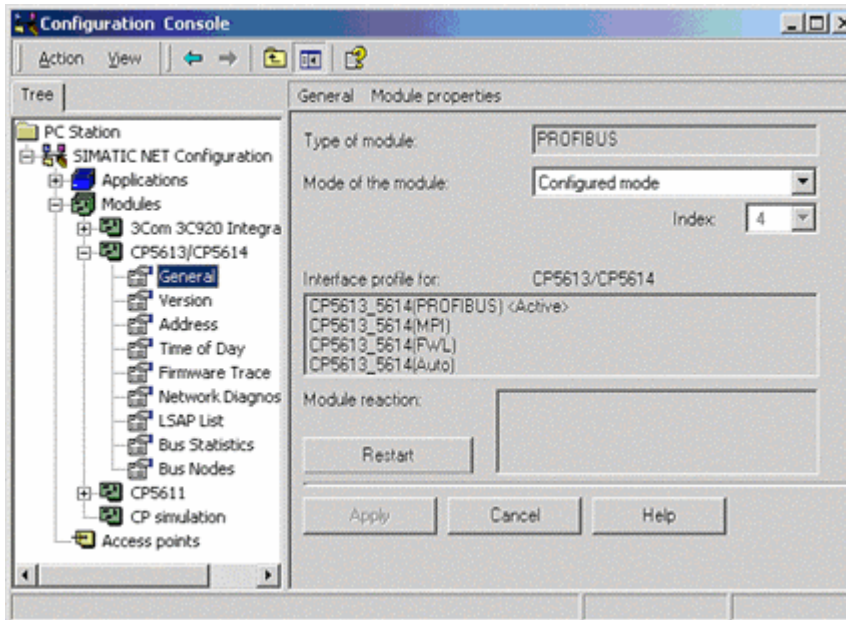 Configuration Console
Action View
Tree
General Module properties
PC Station
SIMATIC NET Configuration
Applications
Modules
3Com 3C920 Integra
CP5613/CP5614
General
Version
Address
Time of Day
Firmware Trace
Network Diagnos
LSAP List
Bus Statistics
Bus Nodes
CP5611
CP simulation
Access points
Type of module: PROFIBUS
Mode of the module: Configured mode
Index: 4
Interface profile for: CP5613/CP5614
CP5613_5614(PROFIBUS) <Active>
CP5613_5614(MPI)
CP5613_5614(FWL)
CP5613_5614(Auto)
Module reaction:
Restart
Apply Cancel Help